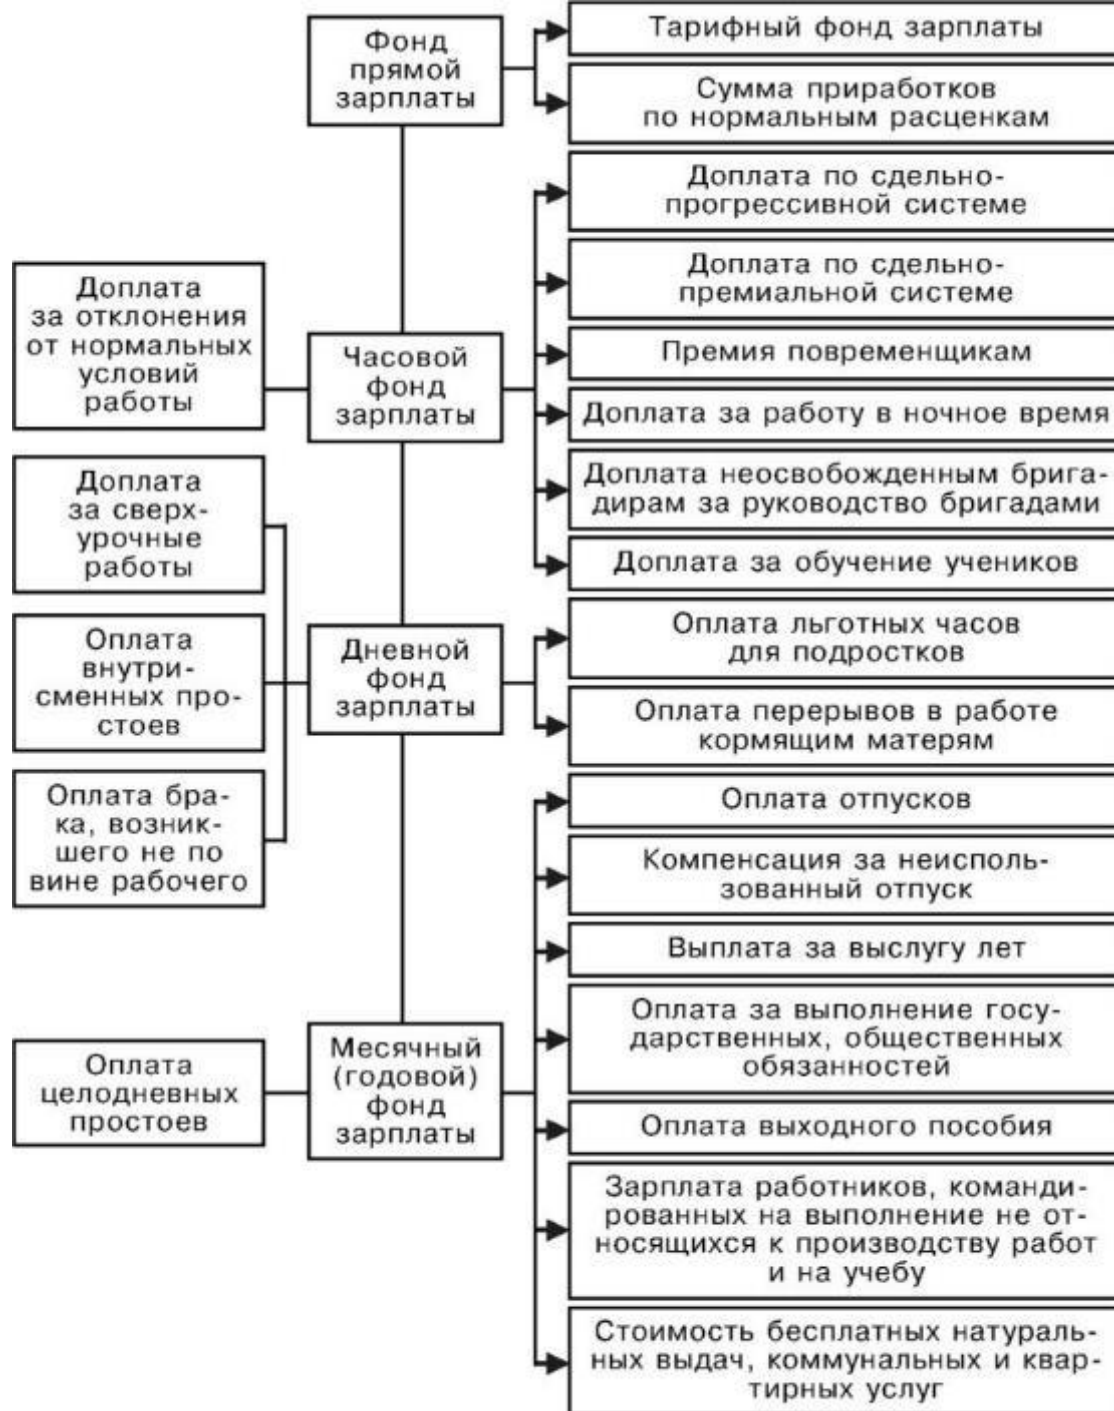 Фонд
прямой
зарплаты
Тарифный фонд зарплаты
Сумма приработков
по нормальным расценкам
Доплата
за отклонения
от нормальных
условий
работы
Часовой
фонд
зарплаты
Доплата по сдельно-
прогрессивной системе
Доплата по сдельно-
премиальной системе
Премия повременщикам
Доплата за работу в ночное время
Доплата неосвобожденным брига-
дирам за руководство бригадами
Доплата за обучение учеников
Доплата
за сверх-
урочные
работы
Оплата
внутри-
сменных про-
стоев
Оплата бра-
ка, возник-
шего не по
вине рабочего
Дневной
фонд
зарплаты
Оплата льготных часов
для подростков
Оплата перерывов в работе
кормящим матерям
Оплата
целодневных
простоев
Месячный
(годовой)
фонд
зарплаты
Оплата отпусков
Компенсация за неисполь-
зованный отпуск
Выплата за выслугу лет
Оплата за выполнение госу-
дарственных, общественных
обязанностей
Оплата выходного пособия
Зарплата работников, команди-
рованных на выполнение не от-
носящихся к производству работ
и на учебу
Стоимость бесплатных натураль-
ных выдач, коммунальных и квар-
тирных услуг